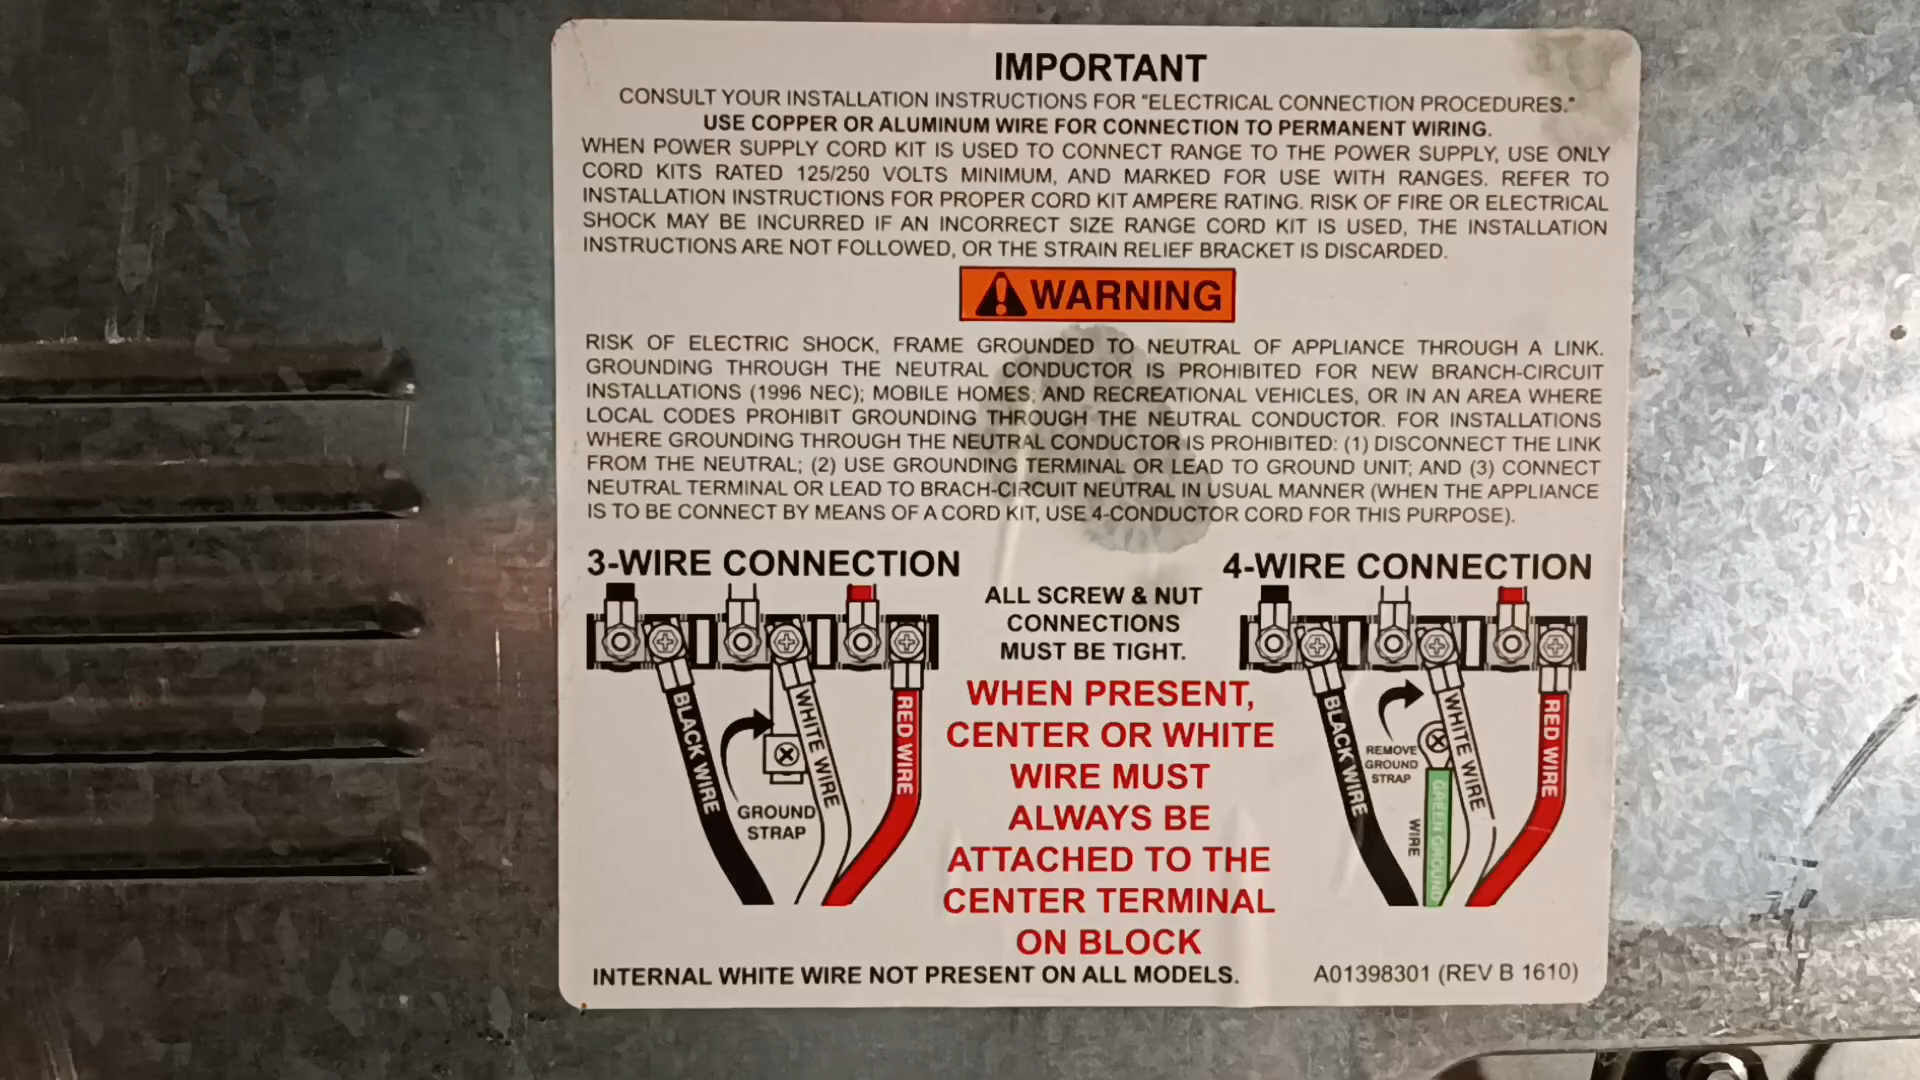 IMPORTANT
CONSULT YOUR INSTALLATION INSTRUCTIONS FOR "ELECTRICAL CONNECTION PROCEDURES."
USE COPPER OR ALUMINUM WIRE FOR CONNECTION TO PERMANENT WIRING.
WHEN POWER SUPPLY CORD KIT IS USED TO CONNECT RANGE TO THE POWER SUPPLY, USE ONLY
CORD KITS RATED 125/250 VOLTS MINIMUM, AND MARKED FOR USE WITH RANGES. REFER TO
INSTALLATION INSTRUCTIONS FOR PROPER CORD KIT AMPERE RATING. RISK OF FIRE OR ELECTRICAL
SHOCK MAY BE INCURRED IF AN INCORRECT SIZE RANGE CORD KIT IS USED, THE INSTALLATION
INSTRUCTIONS ARE NOT FOLLOWED, OR THE STRAIN RELIEF BRACKET IS DISCARDED.
WARNING
RISK OF ELECTRIC SHOCK, FRAME GROUNDED TO NEUTRAL OF APPLIANCE THROUGH A LINK.
GROUNDING THROUGH THE NEUTRAL CONDUCTOR IS PROHIBITED FOR NEW BRANCH-CIRCUIT
INSTALLATIONS (1996 NEC); MOBILE HOMES; AND RECREATIONAL VEHICLES, OR IN AN AREA WHERE
LOCAL CODES PROHIBIT GROUNDING THROUGH THE NEUTRAL CONDUCTOR. FOR INSTALLATIONS
WHERE GROUNDING THROUGH THE NEUTRAL CONDUCTOR IS PROHIBITED: (1) DISCONNECT THE LINK
FROM THE NEUTRAL; (2) USE GROUNDING TERMINAL OR LEAD TO GROUND UNIT; AND (3) CONNECT
NEUTRAL TERMINAL OR LEAD TO BRACH-CIRCUIT NEUTRAL IN USUAL MANNER (WHEN THE APPLIANCE
IS TO BE CONNECT BY MEANS OF A CORD KIT, USE 4-CONDUCTOR CORD FOR THIS PURPOSE).
3-WIRE CONNECTION
BLACK WIRE
WHITE WIRE
RED WIRE
GROUND
STRAP
ALL SCREW & NUT
CONNECTIONS
MUST BE TIGHT.
WHEN PRESENT,
CENTER OR WHITE
WIRE MUST
ALWAYS BE
ATTACHED TO THE
CENTER TERMINAL
ON BLOCK
4-WIRE CONNECTION
BLACK WIRE
REMOVE
GROUND
STRAP
WHITE WIRE
RED WIRE
GREEN GROUND
WIRE
INTERNAL WHITE WIRE NOT PRESENT ON ALL MODELS.
A01398301 (REV B 1610)